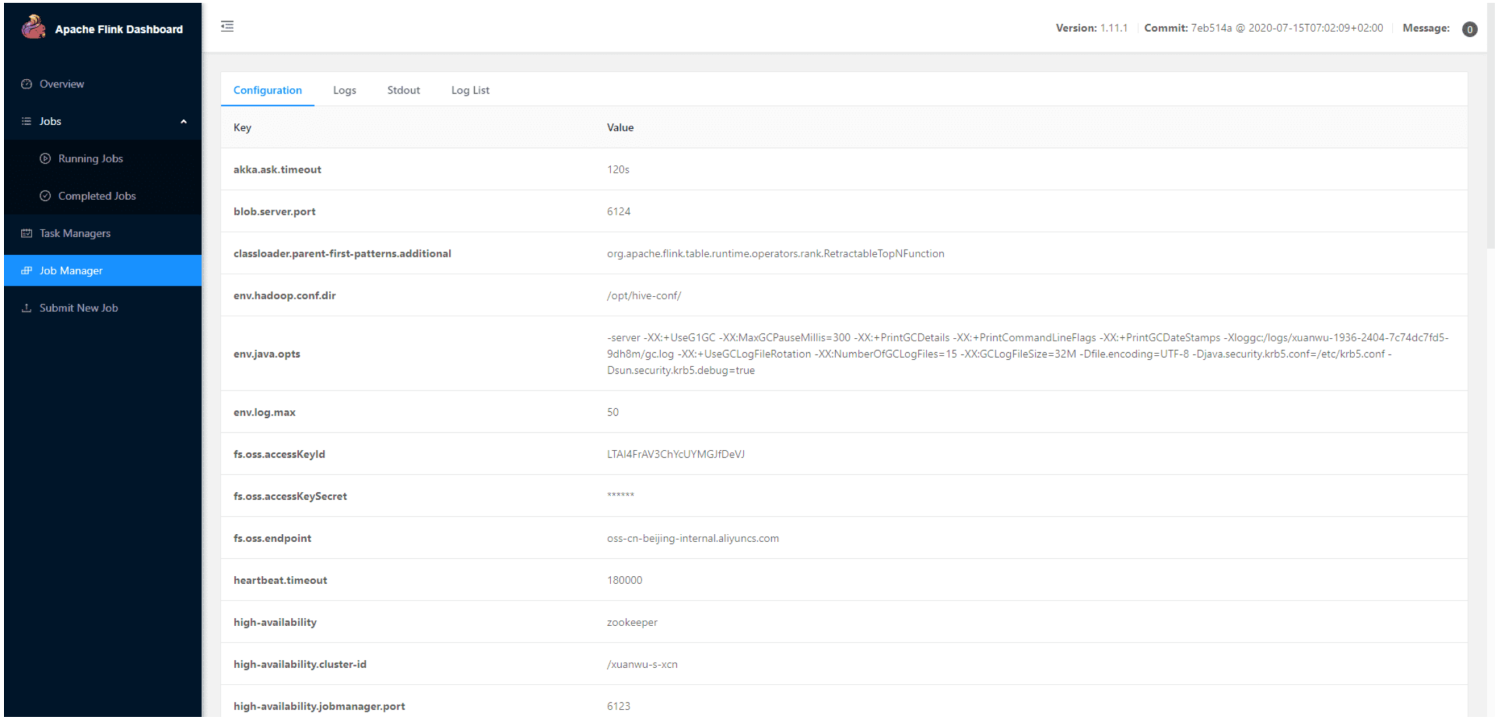 Apache Flink Dashboard
Version: 1.11.1 Commit: 7eb514a @ 2020-07-15T07:02:09+02:00 Message: 0
Overview
Jobs
Running Jobs
Completed Jobs
Task Managers
Job Manager
Submit New Job
Configuration Logs Stdout Log List
Key Value
akka.ask.timeout 120s
blob.server.port 6124
classloader.parent-first-patterns.additional org.apache.flink.table.runtime.operators.rank.RetractableTopNFunction
env.hadoop.conf.dir /opt/hive-conf/
env.java.opts -server -XX:+UseG1GC -XX:MaxGCPauseMillis=300 -XX:+PrintGCDetails -XX:+PrintCommandLineFlags -XX:+PrintGCDateStamps -Xloggc:/logs/xuanwu-1936-2404-7c74dc7fd5-
9dh8m/gc.log -XX:+UseGCLogFileRotation -XX:NumberOfGCLogFiles=15 -XX:GCLogFileSize=32M -Dfile.encoding=UTF-8 -Djava.security.krb5.conf=/etc/krb5.conf -
Dsun.security.krb5.debug=true
env.log.max 50
fs.oss.accessKeyId LTAI4FrAV3ChYcUYMGJfDeVJ
fs.oss.accessKeySecret ******
fs.oss.endpoint oss-cn-beijing-internal.aliyuncs.com
heartbeat.timeout 180000
high-availability zookeeper
high-availability.cluster-id /xuanwu-s-xcn
high-availability.jobmanager.port 6123